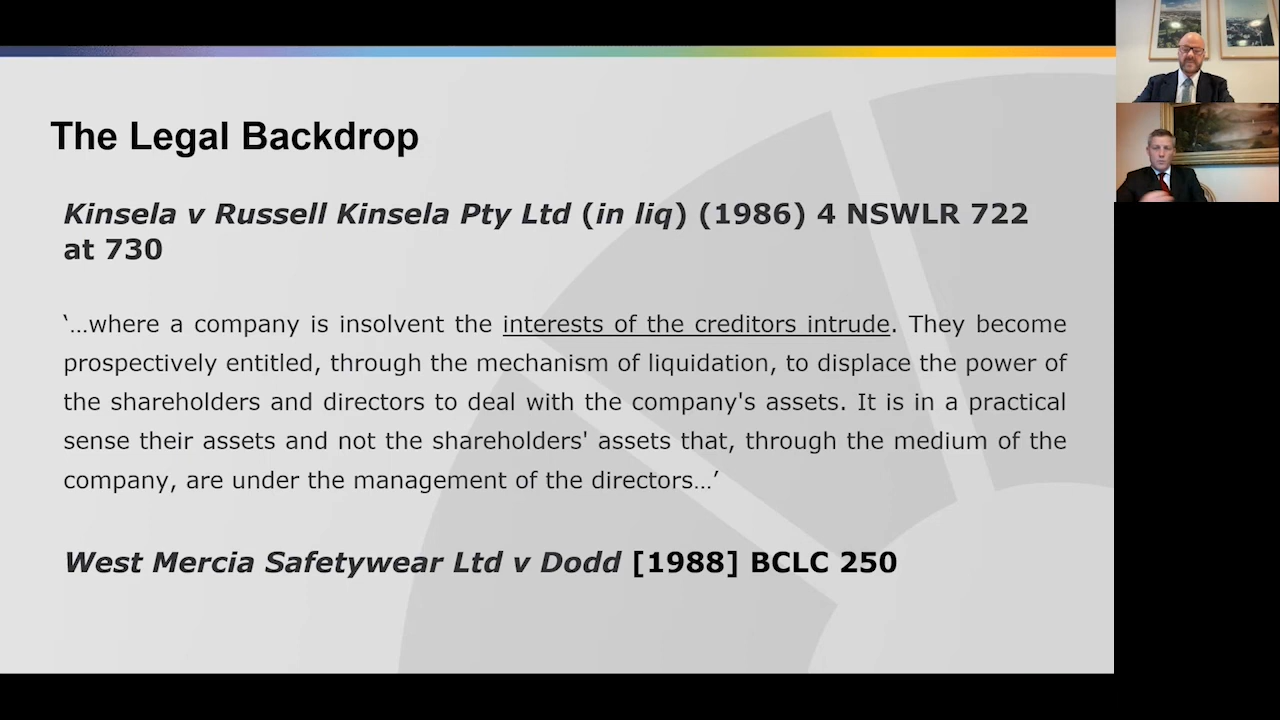 The Legal Backdrop
Kinsela v Russell Kinsela Pty Ltd (in liq) (1986) 4 NSWLR 722
at 730
‘…where a company is insolvent the interests of the creditors intrude. They become
prospectively entitled, through the mechanism of liquidation, to displace the power of
the shareholders and directors to deal with the company's assets. It is in a practical
sense their assets and not the shareholders' assets that, through the medium of the
company, are under the management of the directors…’
West Mercia Safetywear Ltd v Dodd [1988] BCLC 250